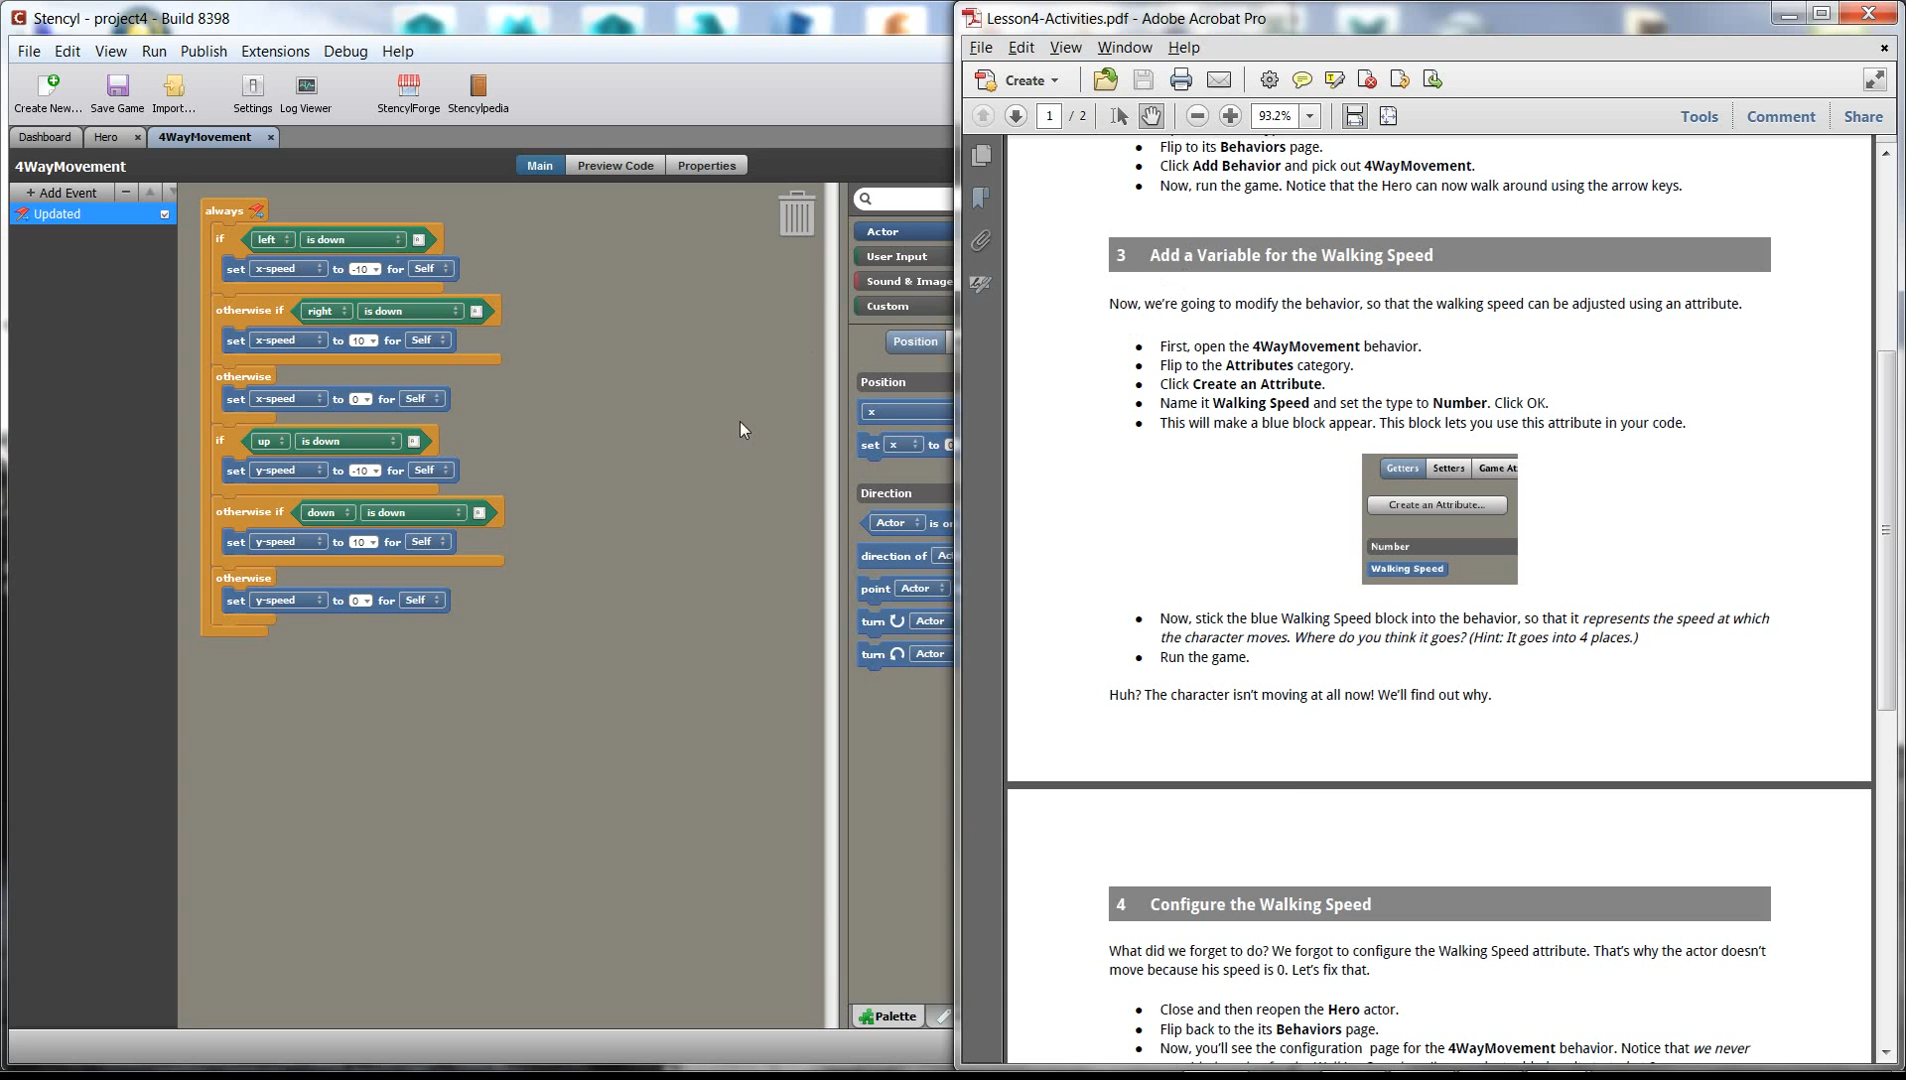 Stencyl - project4 - Build 8398
File Edit View Run Publish Extensions Debug Help
Create New... Save Game Import... Settings Log Viewer StencylForge Stencylpedia
Dashboard Hero × 4WayMovement ×
4WayMovement Main Preview Code Properties
+ Add Event −
Updated
always
if left is down
set x-speed to -10 for Self
otherwise if right is down
set x-speed to 10 for Self
otherwise
set x-speed to 0 for Self
if up is down
set y-speed to -10 for Self
otherwise if down is down
set y-speed to 10 for Self
otherwise
set y-speed to 0 for Self
Actor
User Input
Sound & Image
Custom
Position
Position
x
set x to 0
Direction
Actor is on
direction of Act
point Actor
turn Actor
turn Actor
Palette
Lesson4-Activities.pdf - Adobe Acrobat Pro
File Edit View Window Help
Create
1 / 2 93.2% Tools Comment Share
• Flip to its Behaviors page.
• Click Add Behavior and pick out 4WayMovement.
• Now, run the game. Notice that the Hero can now walk around using the arrow keys.
3 Add a Variable for the Walking Speed
Now, we’re going to modify the behavior, so that the walking speed can be adjusted using an attribute.
• First, open the 4WayMovement behavior.
• Flip to the Attributes category.
• Click Create an Attribute.
• Name it Walking Speed and set the type to Number. Click OK.
• This will make a blue block appear. This block lets you use this attribute in your code.
Getters Setters Game At
Create an Attribute...
Number
Walking Speed
• Now, stick the blue Walking Speed block into the behavior, so that it represents the speed at which
the character moves. Where do you think it goes? (Hint: It goes into 4 places.)
• Run the game.
Huh? The character isn’t moving at all now! We’ll find out why.
4 Configure the Walking Speed
What did we forget to do? We forgot to configure the Walking Speed attribute. That’s why the actor doesn’t
move because his speed is 0. Let’s fix that.
• Close and then reopen the Hero actor.
• Flip back to the its Behaviors page.
• Now, you’ll see the configuration page for the 4WayMovement behavior. Notice that we never